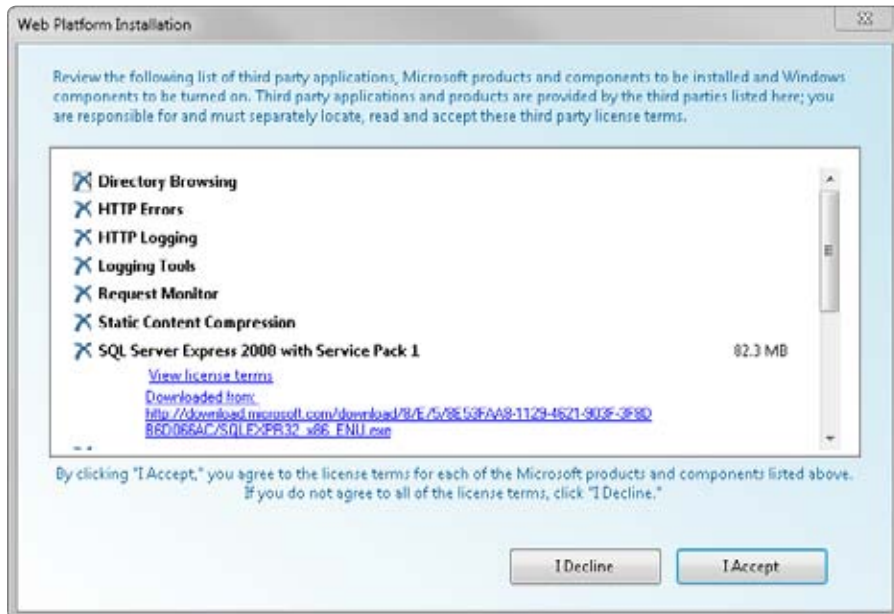 Web Platform Installation
Review the following list of third party applications, Microsoft products and components to be installed and Windows
components to be turned on. Third party applications and products are provided by the third parties listed here; you
are responsible for and must separately locate, read and accept these third party license terms.
Directory Browsing
HTTP Errors
HTTP Logging
Logging Tools
Request Monitor
Static Content Compression
SQL Server Express 2008 with Service Pack 1 82.3 MB
View license terms
Downloaded from:
http://download.microsoft.com/download/8/E/5/8E53FAA8-1129-4621-903F-3F8D
B6D066AC/SQLEXPR32_x86_ENU.exe
By clicking "I Accept," you agree to the license terms for each of the Microsoft products and components listed above.
If you do not agree to all of the license terms, click "I Decline."
I Decline
I Accept